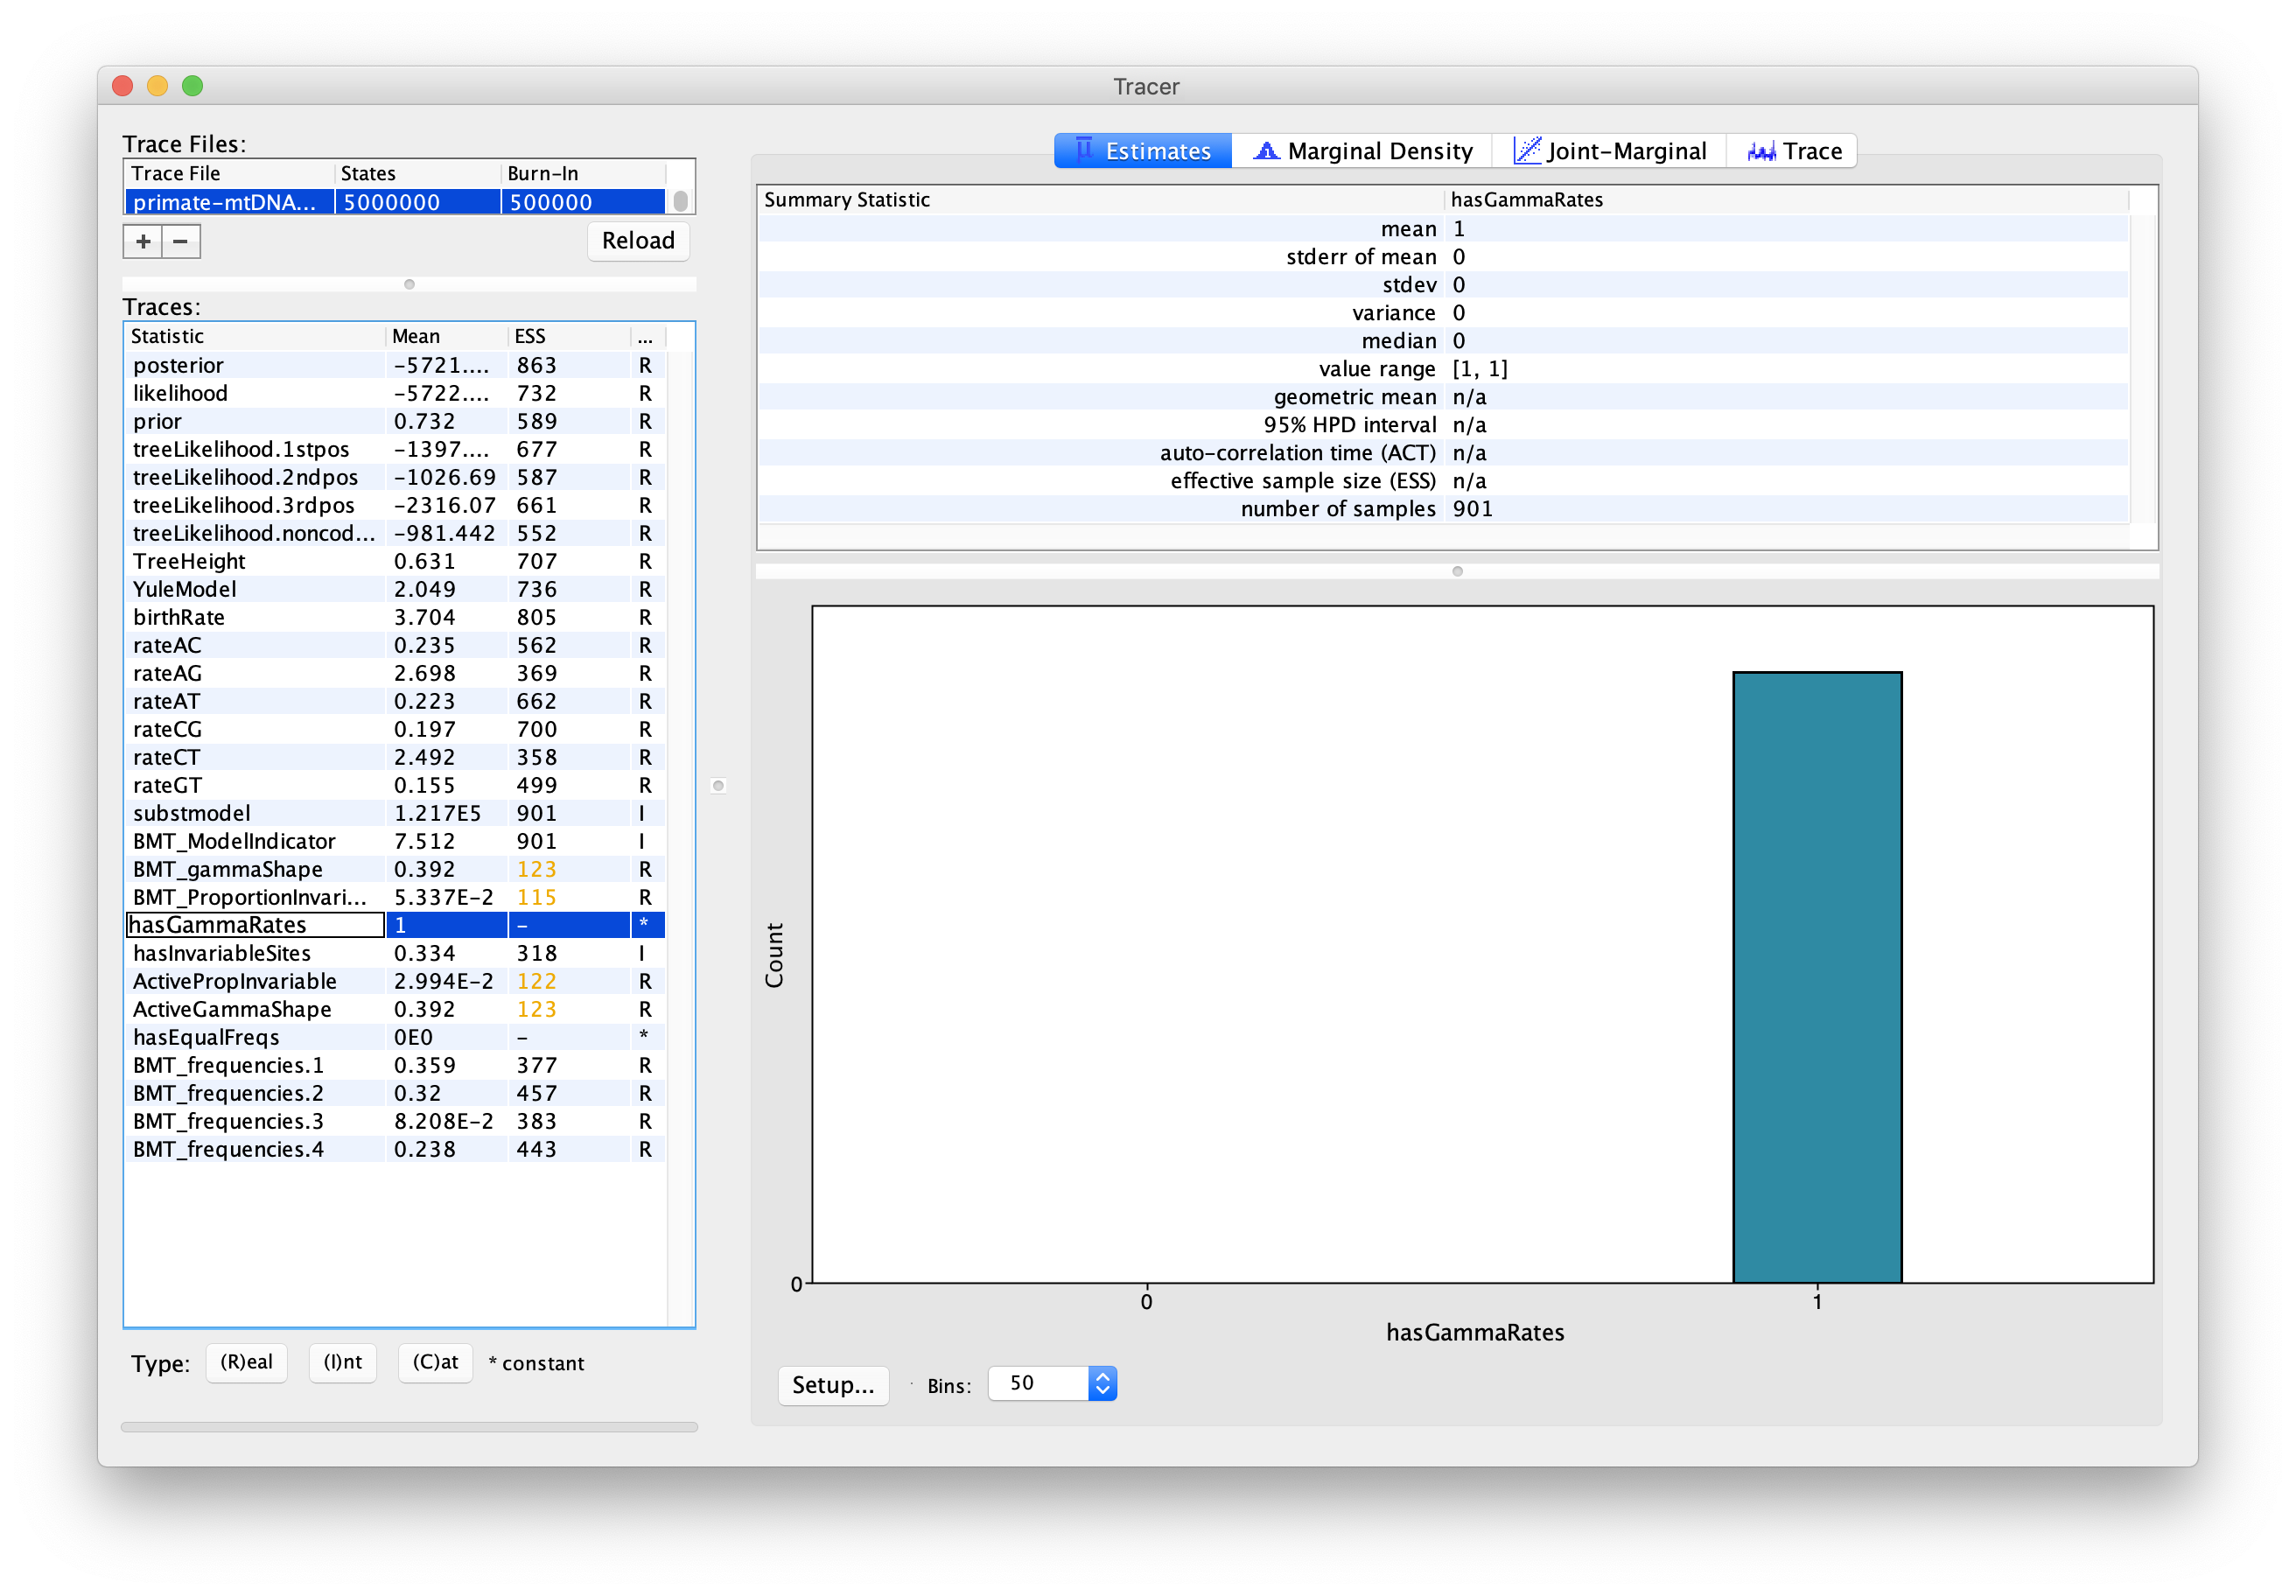 Tracer
Trace Files:
Trace File States Burn-In
primate-mtDNA... 5000000 500000
+ −
Reload
Traces:
Statistic Mean ESS ...
posterior -5721.... 863 R
likelihood -5722.... 732 R
prior 0.732 589 R
treeLikelihood.1stpos -1397.... 677 R
treeLikelihood.2ndpos -1026.69 587 R
treeLikelihood.3rdpos -2316.07 661 R
treeLikelihood.noncod... -981.442 552 R
TreeHeight 0.631 707 R
YuleModel 2.049 736 R
birthRate 3.704 805 R
rateAC 0.235 562 R
rateAG 2.698 369 R
rateAT 0.223 662 R
rateCG 0.197 700 R
rateCT 2.492 358 R
rateGT 0.155 499 R
substmodel 1.217E5 901 I
BMT_ModelIndicator 7.512 901 I
BMT_gammaShape 0.392 123 R
BMT_ProportionInvari... 5.337E-2 115 R
hasGammaRates 1 - *
hasInvariableSites 0.334 318 I
ActivePropInvariable 2.994E-2 122 R
ActiveGammaShape 0.392 123 R
hasEqualFreqs 0E0 - *
BMT_frequencies.1 0.359 377 R
BMT_frequencies.2 0.32 457 R
BMT_frequencies.3 8.208E-2 383 R
BMT_frequencies.4 0.238 443 R
Type: (R)eal (I)nt (C)at * constant
μ Estimates Marginal Density Joint-Marginal Trace
Summary Statistic hasGammaRates
mean 1
stderr of mean 0
stdev 0
variance 0
median 0
value range [1, 1]
geometric mean n/a
95% HPD interval n/a
auto-correlation time (ACT) n/a
effective sample size (ESS) n/a
number of samples 901
Count
0
0 1
hasGammaRates
Setup... Bins: 50